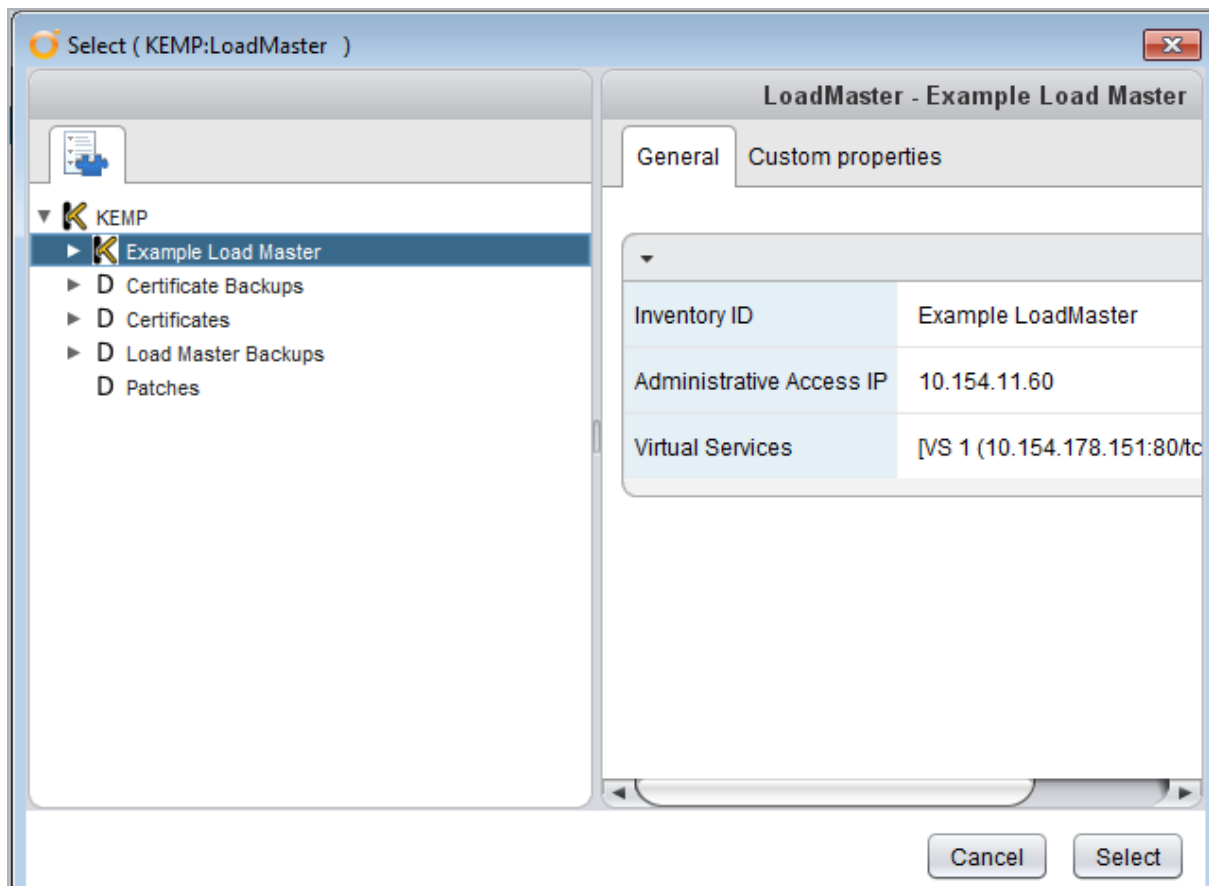 Select ( KEMP:LoadMaster )
LoadMaster - Example Load Master
General Custom properties
KEMP
Example Load Master
D Certificate Backups
D Certificates
D Load Master Backups
D Patches
Inventory ID Example LoadMaster
Administrative Access IP 10.154.11.60
Virtual Services [VS 1 (10.154.178.151:80/tc
Cancel Select